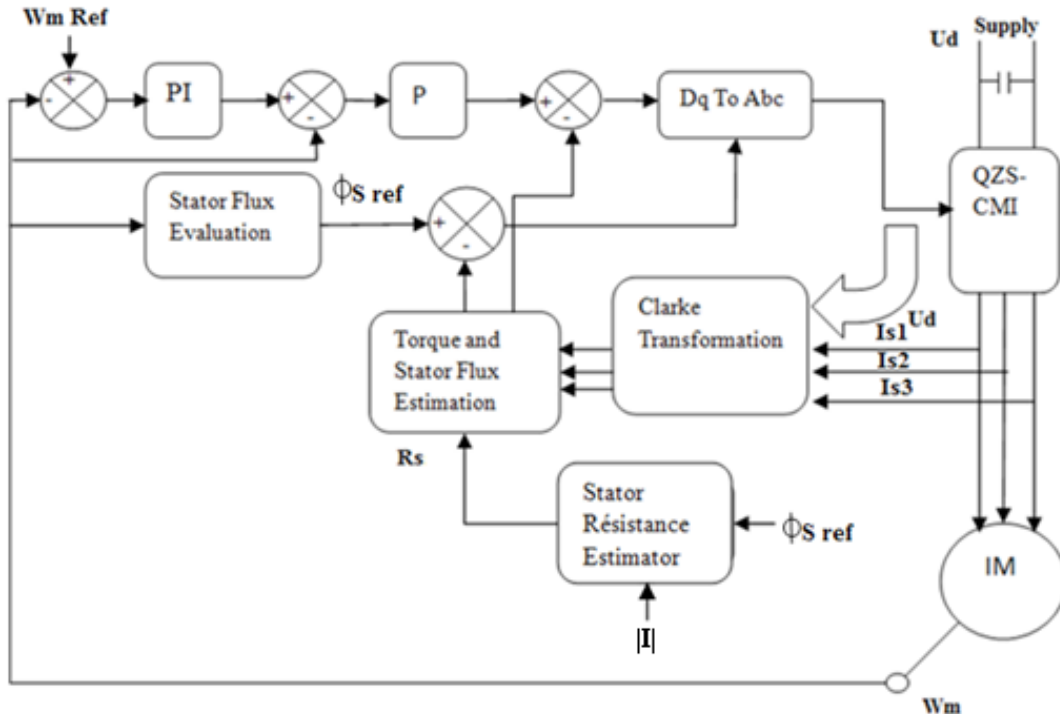 Wm Ref
Supply
Ud
+
-
PI
+
-
P
+
-
Dq To Abc
QZS-
CMI
Stator Flux
Evaluation
ϕS ref
+
-
Clarke
Transformation
Ud
Is1
Is2
Is3
Torque and
Stator Flux
Estimation
Rs
Stator
Résistance
Estimator
ϕS ref
|I|
IM
Wm